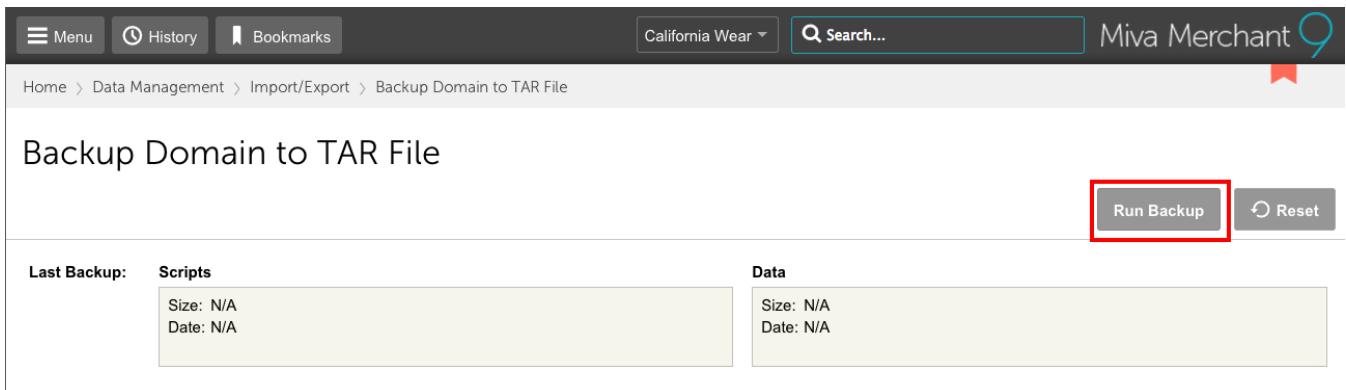 Menu History Bookmarks California Wear Search... Miva Merchant 9
Home > Data Management > Import/Export > Backup Domain to TAR File
Backup Domain to TAR File
Run Backup Reset
Last Backup: Scripts Data
Size: N/A Size: N/A
Date: N/A Date: N/A